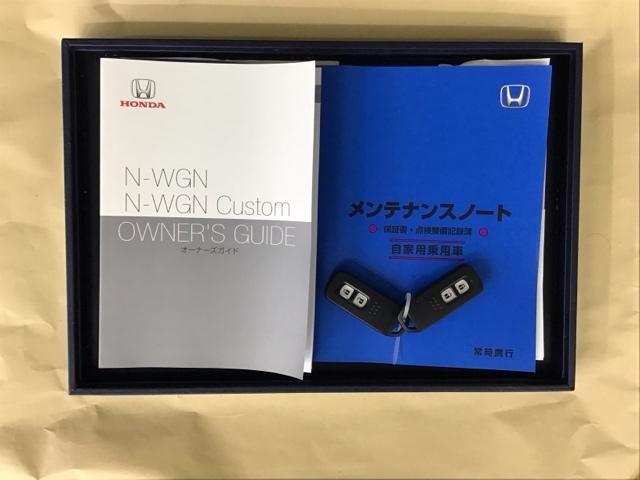 HONDA
N-WGN
N-WGN Custom
OWNER'S GUIDE
オーナーズガイド
メンテナンスノート
保証書・点検整備記録簿
自家用乗用車
常時携行